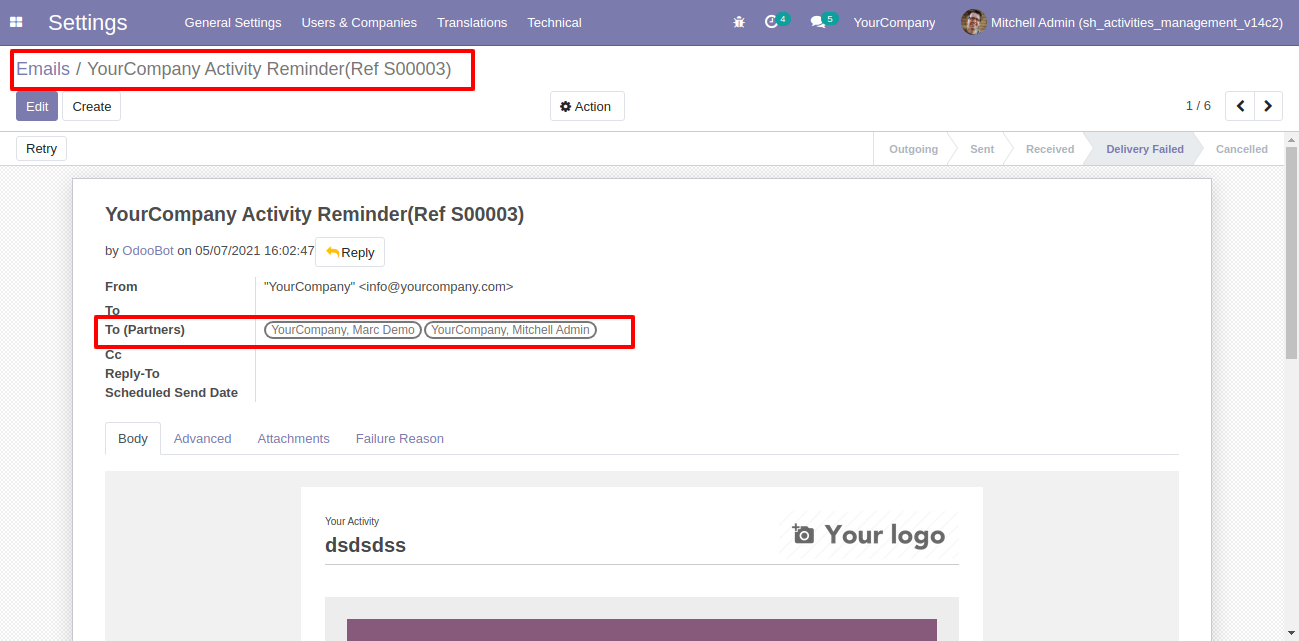 Settings General Settings Users & Companies Translations Technical 4 5 YourCompany Mitchell Admin (sh_activities_management_v14c2)
Emails / YourCompany Activity Reminder(Ref S00003)
Edit Create Action 1 / 6
Retry Outgoing Sent Received Delivery Failed Cancelled
YourCompany Activity Reminder(Ref S00003)
by OdooBot on 05/07/2021 16:02:47 Reply
From "YourCompany" <info@yourcompany.com>
To
To (Partners) YourCompany, Marc Demo YourCompany, Mitchell Admin
Cc
Reply-To
Scheduled Send Date
Body Advanced Attachments Failure Reason
Your Activity
dsdsdss
Your logo